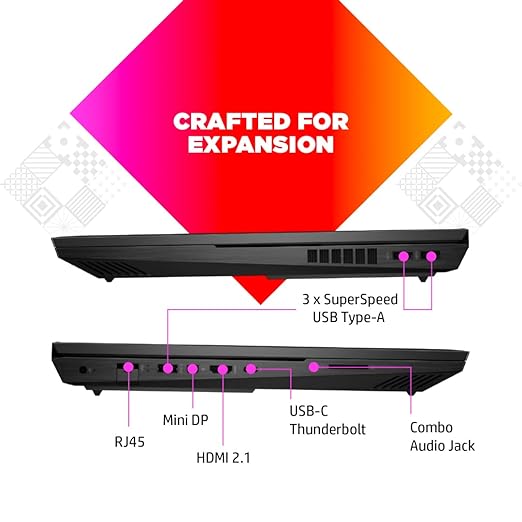 CRAFTED FOR
EXPANSION
3 x SuperSpeed
USB Type-A
RJ45
Mini DP
HDMI 2.1
USB-C
Thunderbolt
Combo
Audio Jack